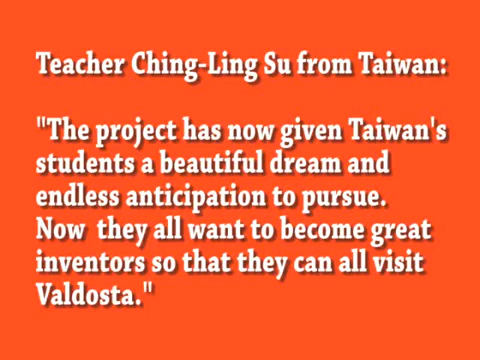 Teacher Ching-Ling Su from Taiwan:
"The project has now given Taiwan's
students a beautiful dream and
endless anticipation to pursue.
Now  they all want to become great
inventors so that they can all visit
Valdosta."